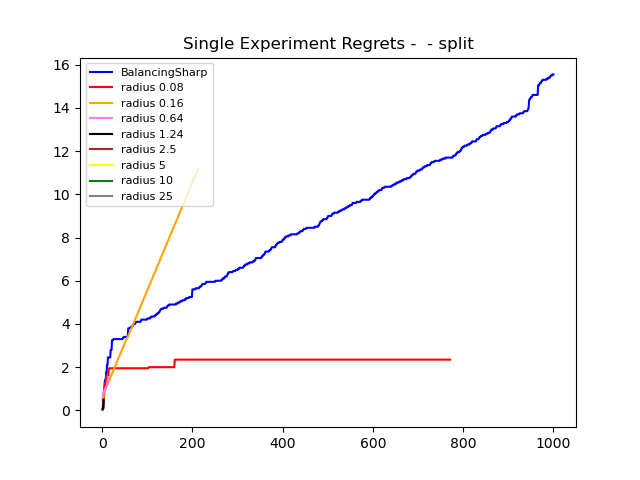 Single Experiment Regrets -  - split
BalancingSharp
radius 0.08
radius 0.16
radius 0.64
radius 1.24
radius 2.5
radius 5
radius 10
radius 25
16
14
12
10
8
6
4
2
0
0 200 400 600 800 1000